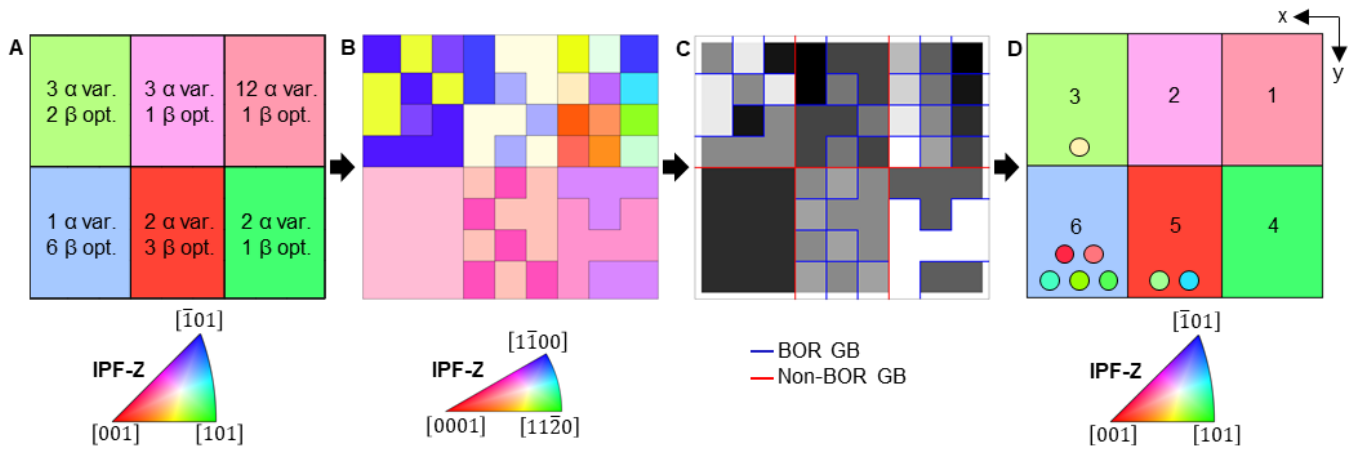 A
3 α var.
2 β opt.
3 α var.
1 β opt.
12 α var.
1 β opt.
1 α var.
6 β opt.
2 α var.
3 β opt.
2 α var.
1 β opt.
[1̅01]
IPF-Z
[001]
[101]
B
[11̅00]
IPF-Z
[0001]
[112̅0]
C
BOR GB
Non-BOR GB
D
x
y
3
2
1
6
5
4
[1̅01]
IPF-Z
[001]
[101]